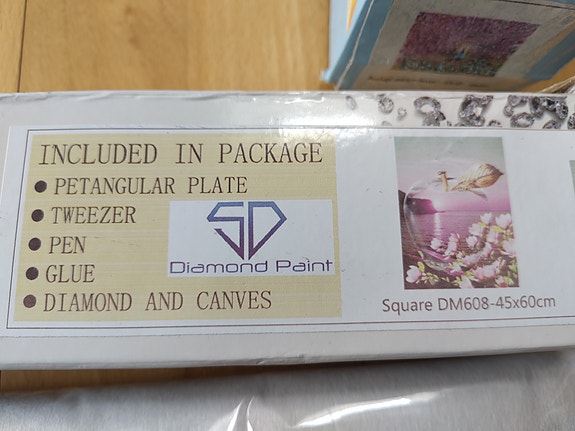 INCLUDED IN PACKAGE
PETANGULAR PLATE
TWEEZER
PEN
GLUE
DIAMOND AND CANVES
SD
Diamond Paint
Square DM608-45x60cm